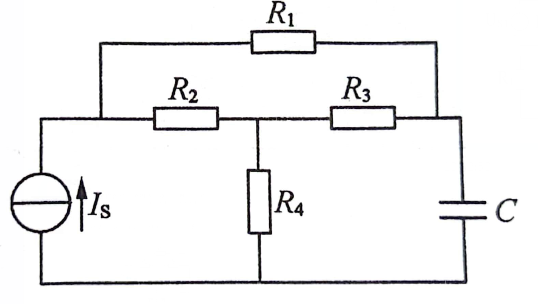 R₁
R₂ R₃
Iₛ R₄ C